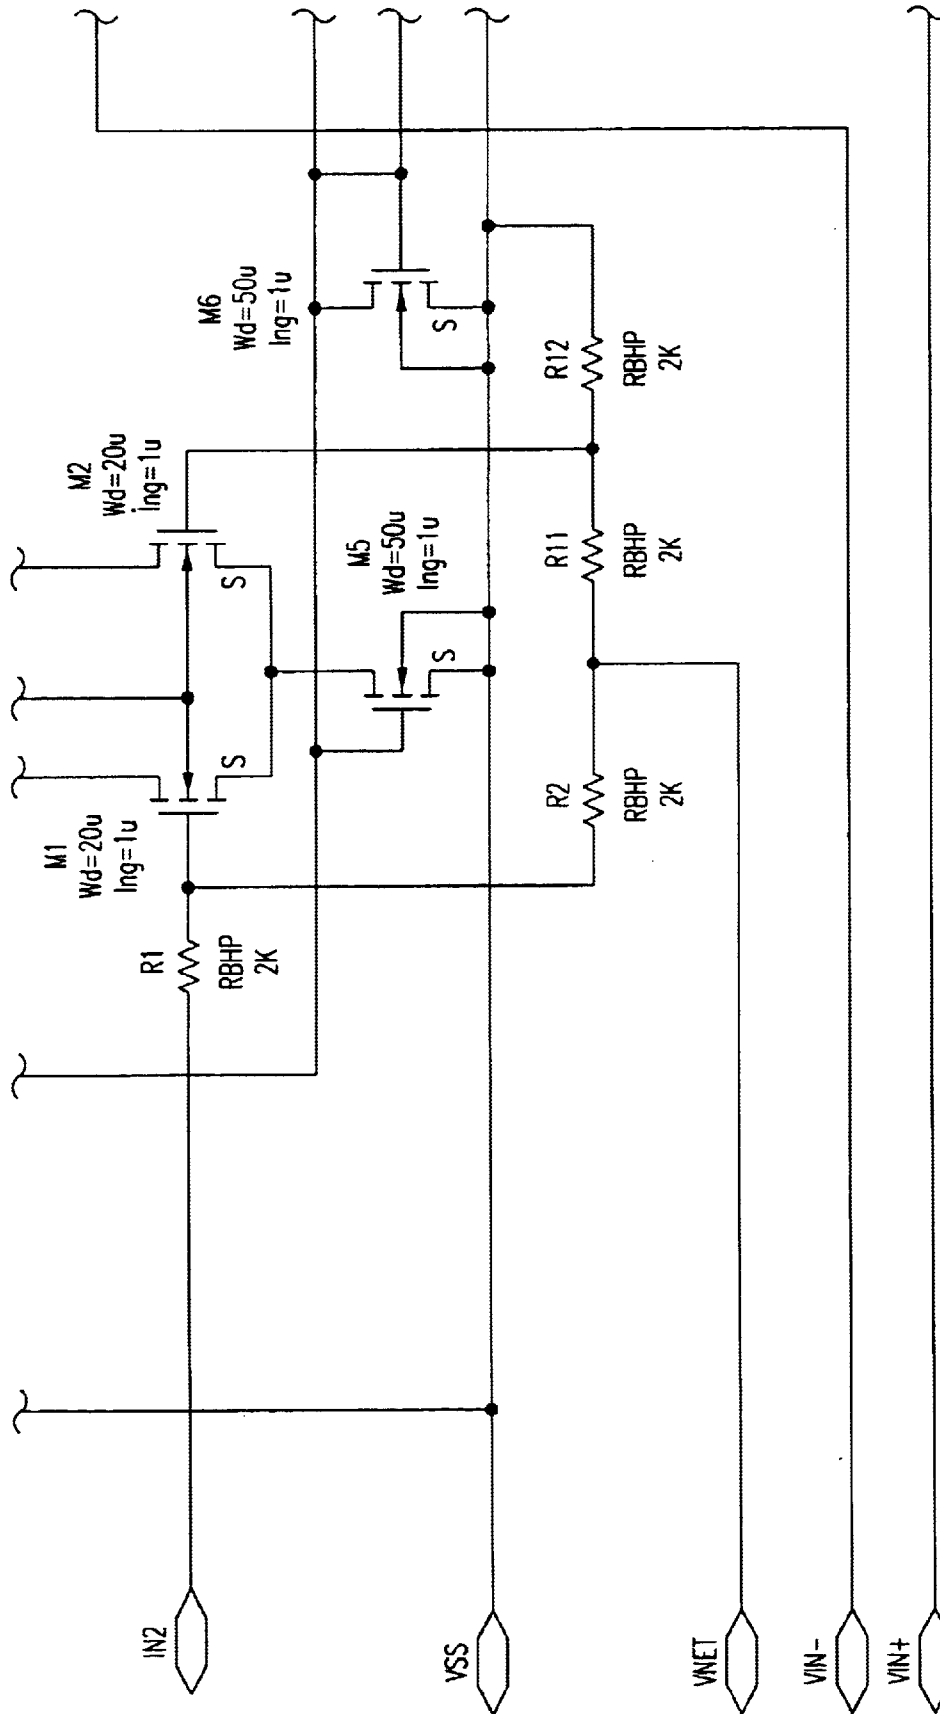 M2
Wd=20u
lng=1u
M6
Wd=50u
lng=1u
S
S
M1
Wd=20u
lng=1u
S
M5
Wd=50u
lng=1u
S
R1
RBHP
2K
R2
RBHP
2K
R11
RBHP
2K
R12
RBHP
2K
IN2
VSS
VNET
VIN-
VIN+